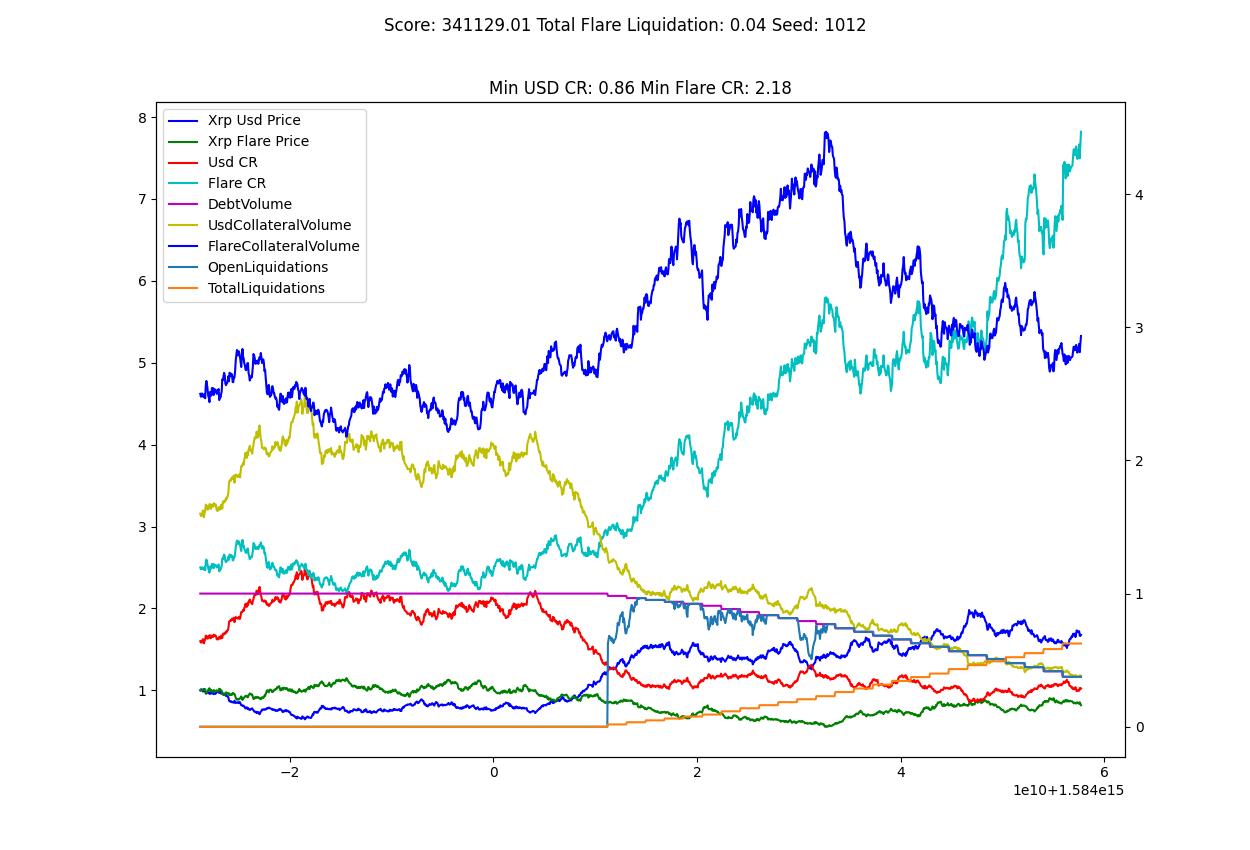 Score: 341129.01 Total Flare Liquidation: 0.04 Seed: 1012
Min USD CR: 0.86 Min Flare CR: 2.18
Xrp Usd Price
Xrp Flare Price
Usd CR
Flare CR
DebtVolume
UsdCollateralVolume
FlareCollateralVolume
OpenLiquidations
TotalLiquidations
8
7
6
5
4
3
2
1
4
3
2
1
0
−2
0
2
4
6
1e10+1.584e15